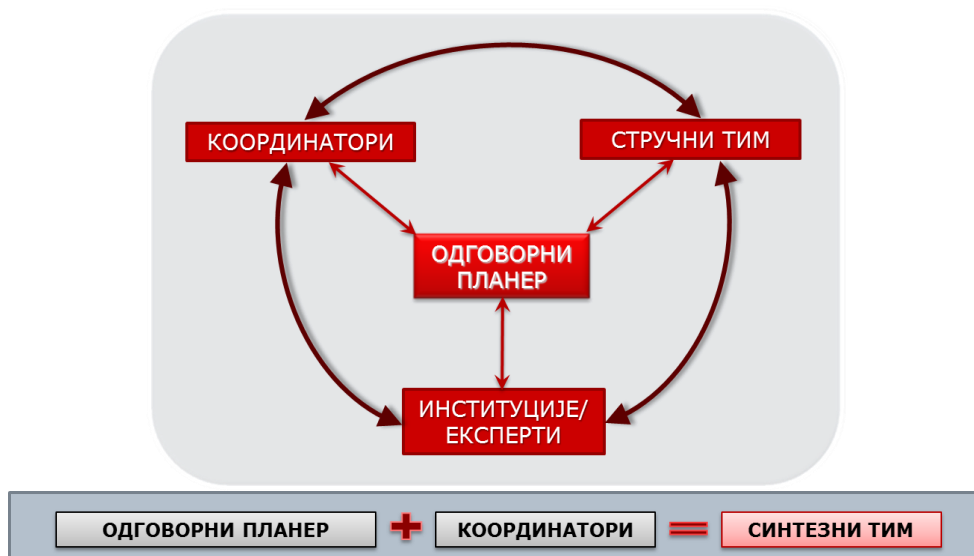 КООРДИНАТОРИ
СТРУЧНИ ТИМ
ОДГОВОРНИ
ПЛАНЕР
ИНСТИТУЦИЈЕ/
ЕКСПЕРТИ
ОДГОВОРНИ ПЛАНЕР + КООРДИНАТОРИ = СИНТЕЗНИ ТИМ